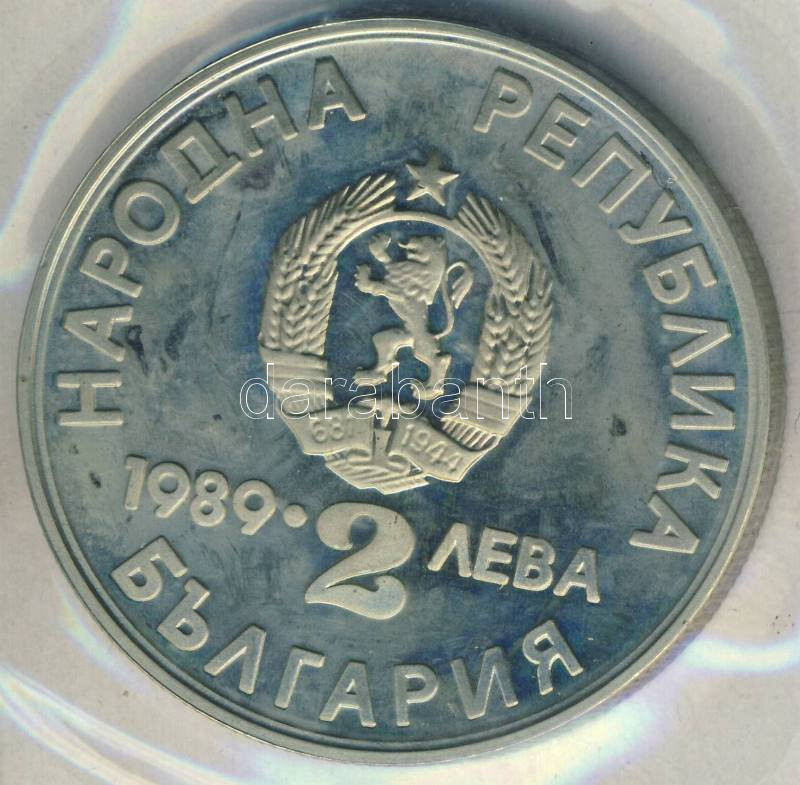 НАРОДНА РЕПУБЛИКА
681 1944
1989 • 2 ЛЕВА
БЪЛГАРИЯ
darabanth